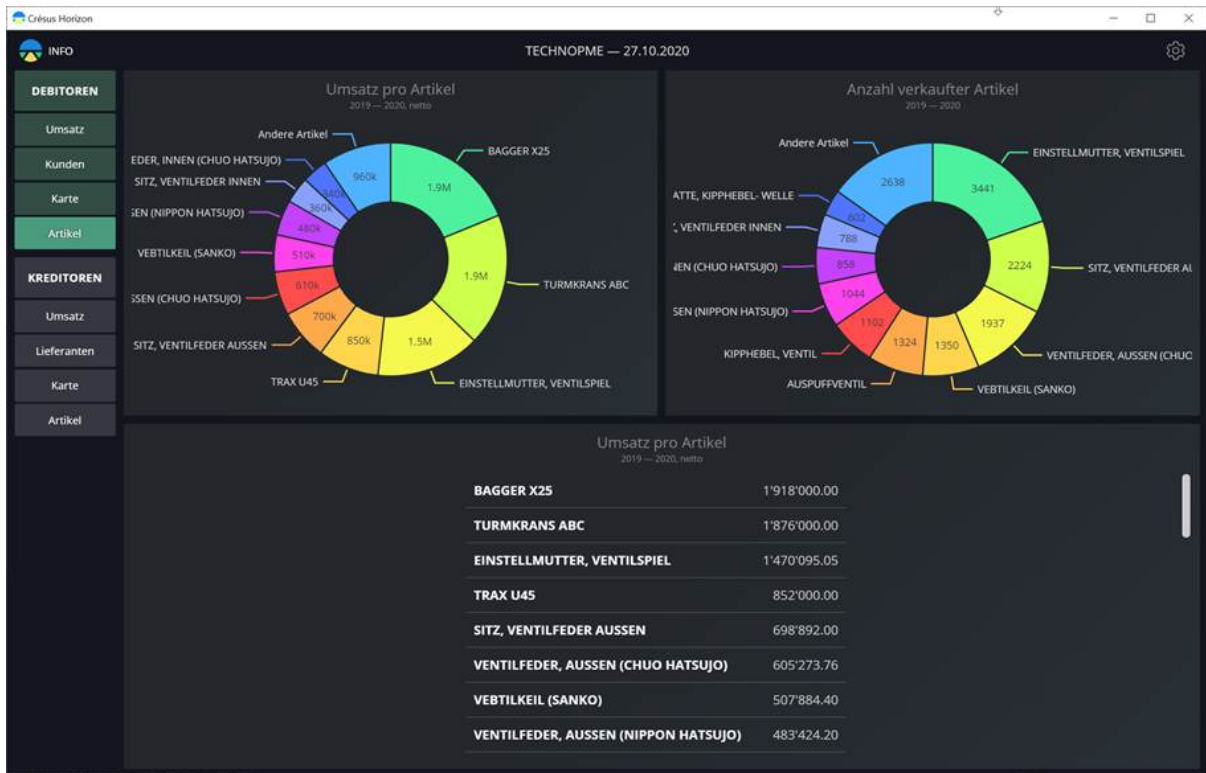 Crésus Horizon
INFO
TECHNOPME — 27.10.2020
DEBITOREN
Umsatz
Kunden
Karte
Artikel
KREDITOREN
Umsatz
Lieferanten
Karte
Artikel
Umsatz pro Artikel
2019 — 2020, netto
Andere Artikel
EDER, INNEN (CHUO HATSUJO)
SITZ, VENTILFEDER INNEN
SEN (NIPPON HATSUJO)
VEBTILKEIL (SANKO)
SSEN (CHUO HATSUJO)
SITZ, VENTILFEDER AUSSEN
TRAX U45
BAGGER X25
TURMKRANS ABC
EINSTELLMUTTER, VENTILSPIEL
960k
340k
360k
480k
510k
610k
700k
850k
1.5M
1.9M
1.9M
Anzahl verkaufter Artikel
2019 — 2020
Andere Artikel
ATTE, KIPPHEBEL- WELLE
, VENTILFEDER INNEN
EN (CHUO HATSUJO)
SEN (NIPPON HATSUJO)
KIPPHEBEL, VENTIL
AUSPUFFVENTIL
EINSTELLMUTTER, VENTILSPIEL
SITZ, VENTILFEDER AU
VENTILFEDER, AUSSEN (CHUO
VEBTILKEIL (SANKO)
2638
602
788
858
1044
1102
1324
1350
1937
2224
3441
Umsatz pro Artikel
2019 — 2020, netto
BAGGER X25 1'918'000.00
TURMKRANS ABC 1'876'000.00
EINSTELLMUTTER, VENTILSPIEL 1'470'095.05
TRAX U45 852'000.00
SITZ, VENTILFEDER AUSSEN 698'892.00
VENTILFEDER, AUSSEN (CHUO HATSUJO) 605'273.76
VEBTILKEIL (SANKO) 507'884.40
VENTILFEDER, AUSSEN (NIPPON HATSUJO) 483'424.20